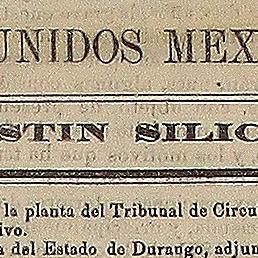 UNIDOS MEX
STIN SILIC
la planta del Tribunal de Circu
ivo.
a del Estado de Durango, adjun